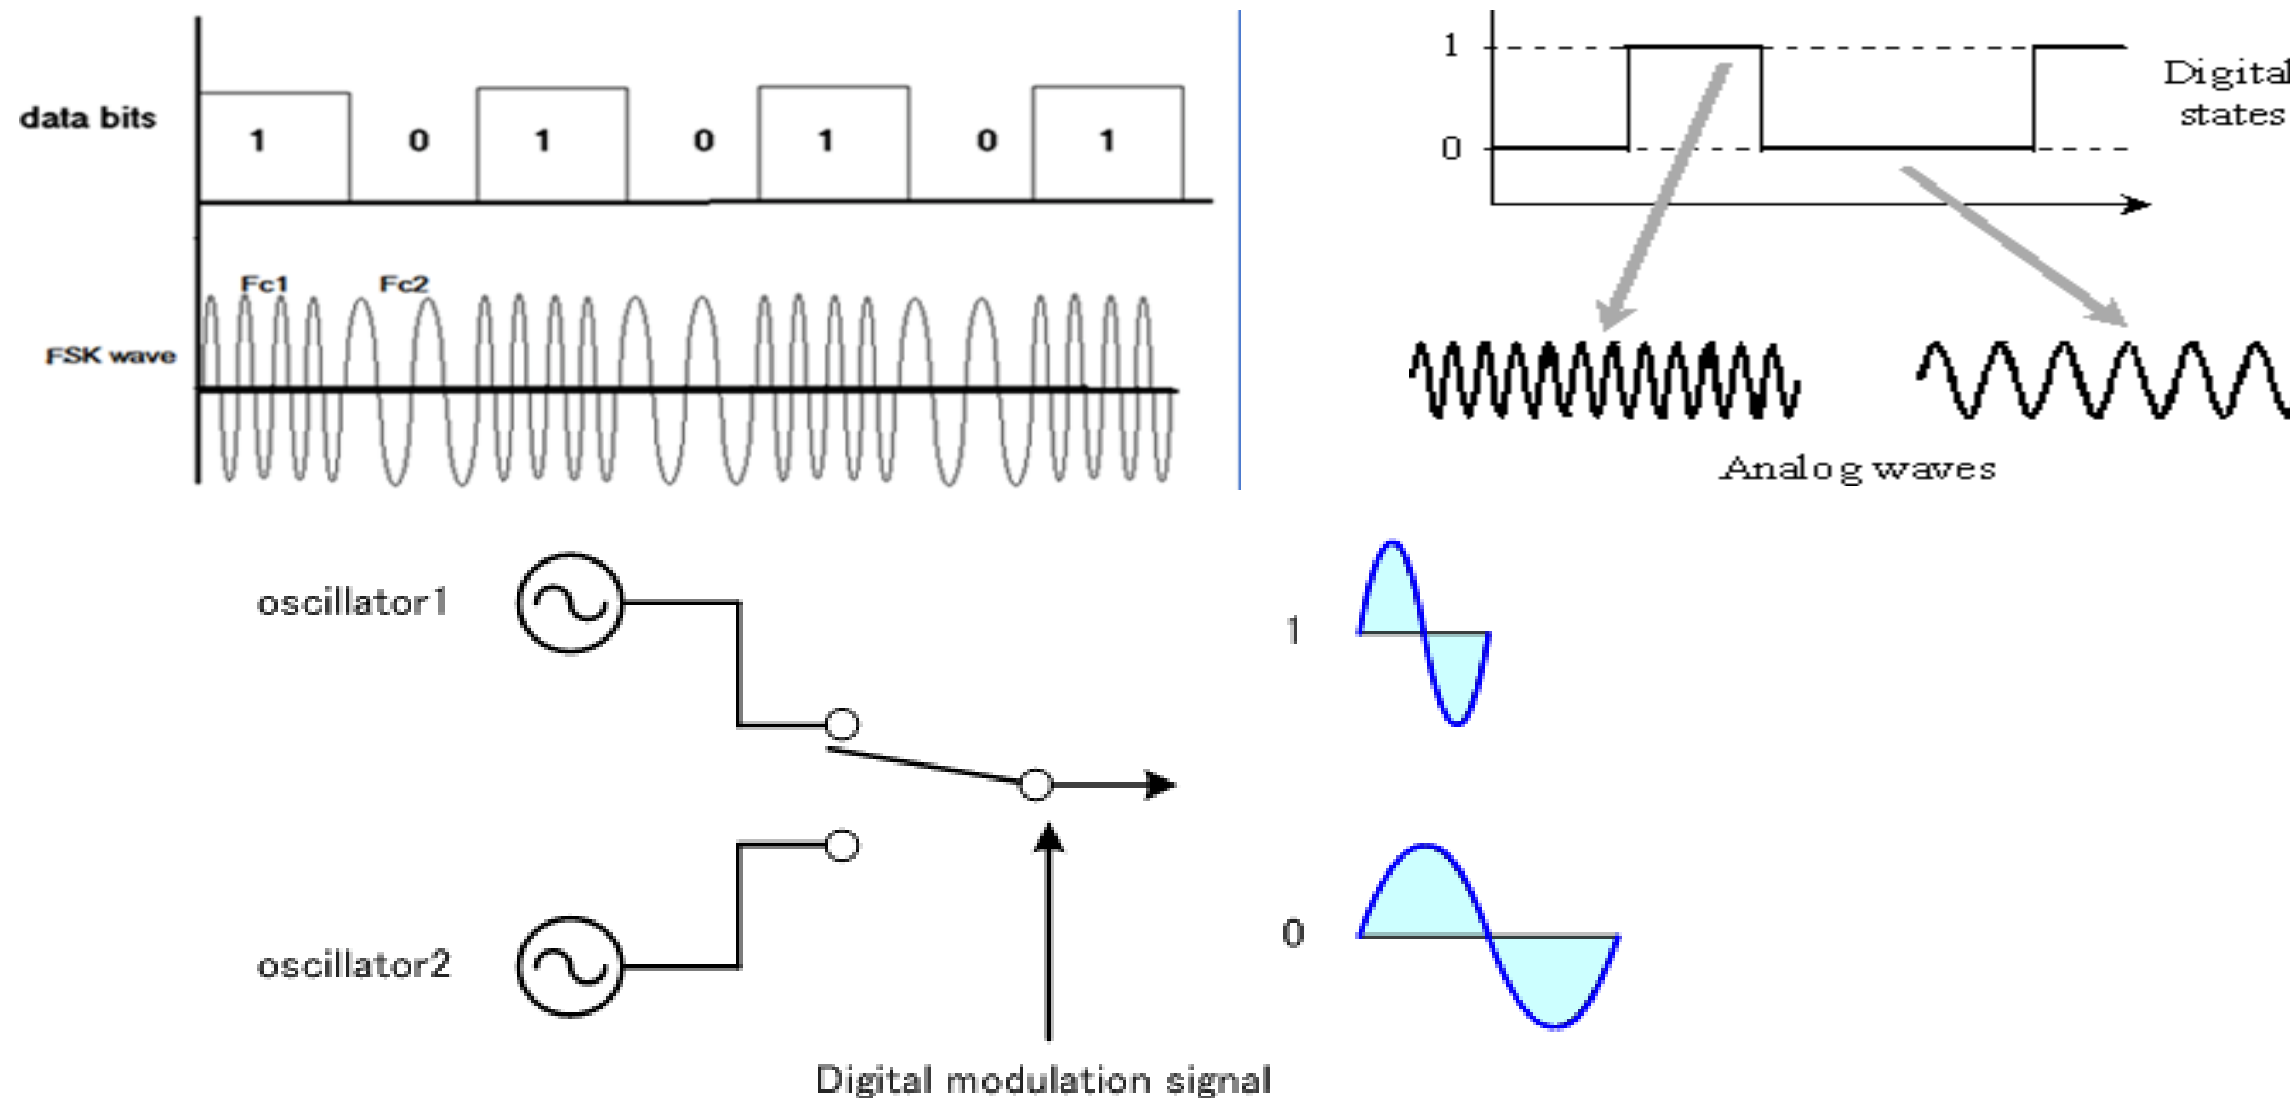 data bits
1 0 1 0 1 0 1
Fc1 Fc2
FSK wave
1
0
Digital
states
Analog waves
oscillator1
oscillator2
Digital modulation signal
1
0